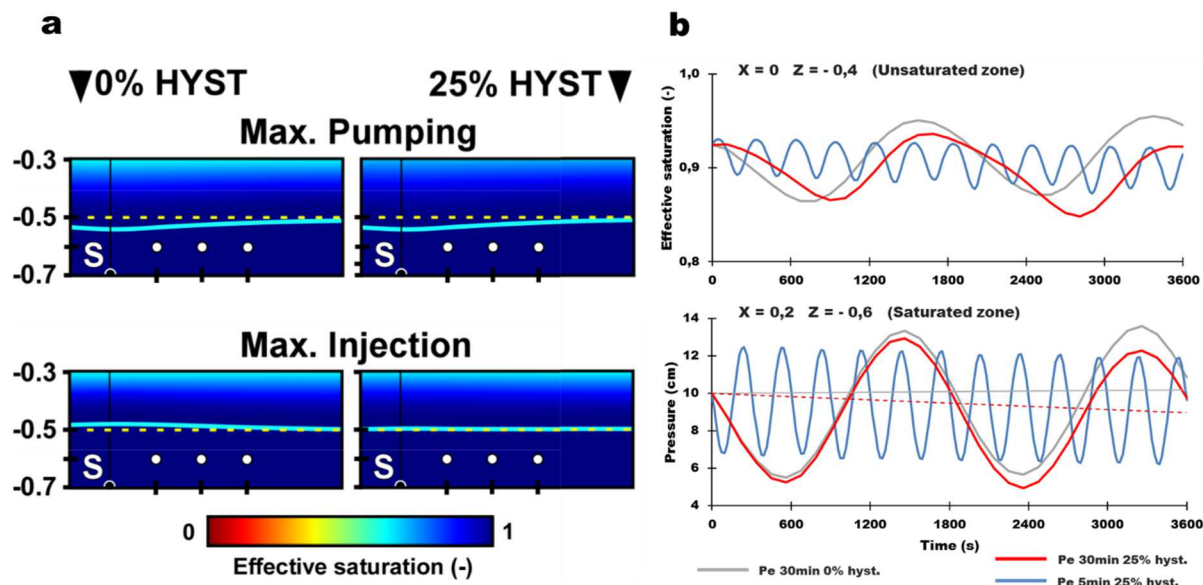 a
▼0% HYST
25% HYST▼
Max. Pumping
-0.3
-0.5
-0.7
S
S
Max. Injection
-0.3
-0.5
-0.7
S
S
0
1
Effective saturation (-)
b
X = 0 Z = - 0,4 (Unsaturated zone)
Effective saturation (-)
1,0
0,9
0,8
0 600 1200 1800 2400 3000 3600
X = 0,2 Z = - 0,6 (Saturated zone)
Pressure (cm)
14
12
10
8
6
4
0 600 1200 1800 2400 3000 3600
Time (s)
Pe 30min 0% hyst.
Pe 30min 25% hyst.
Pe 5min 25% hyst.